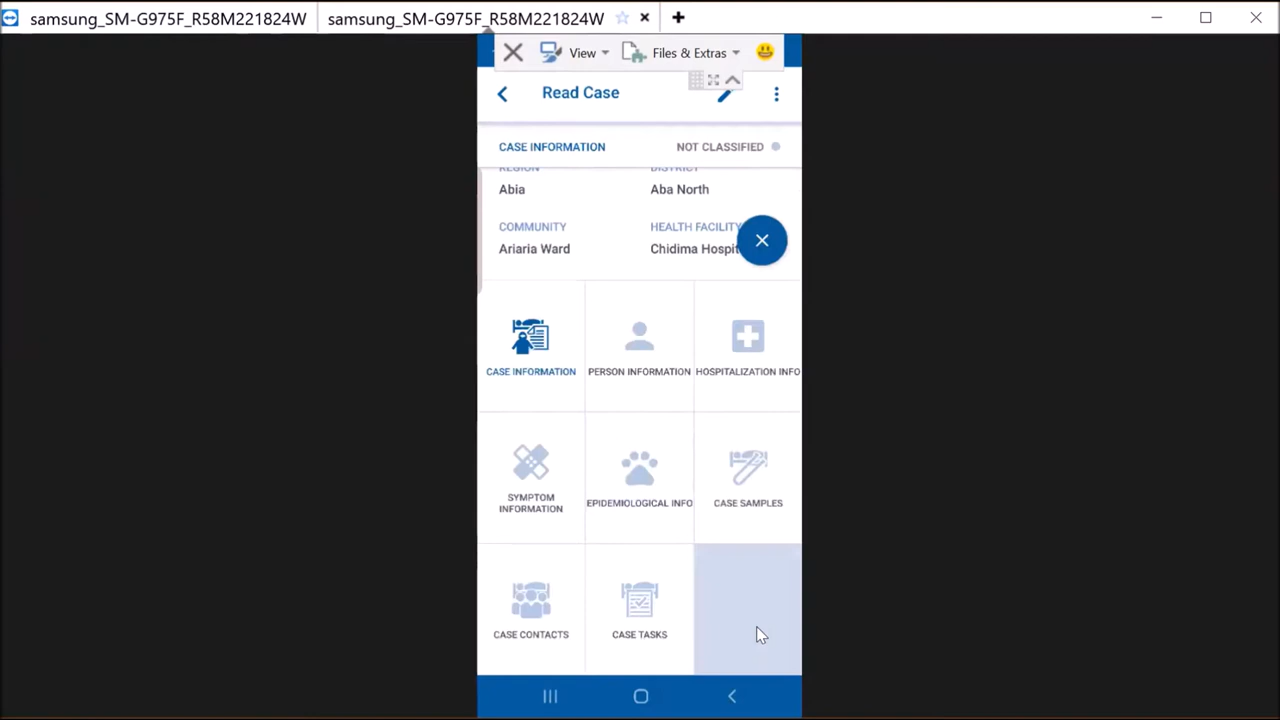 samsung_SM-G975F_R58M221824W samsung_SM-G975F_R58M221824W
View Files & Extras
Read Case
CASE INFORMATION NOT CLASSIFIED
REGION DISTRICT
Abia Aba North
COMMUNITY HEALTH FACILITY
Ariaria Ward Chidima Hospit
CASE INFORMATION PERSON INFORMATION HOSPITALIZATION INFO
SYMPTOM INFORMATION EPIDEMIOLOGICAL INFO CASE SAMPLES
CASE CONTACTS CASE TASKS